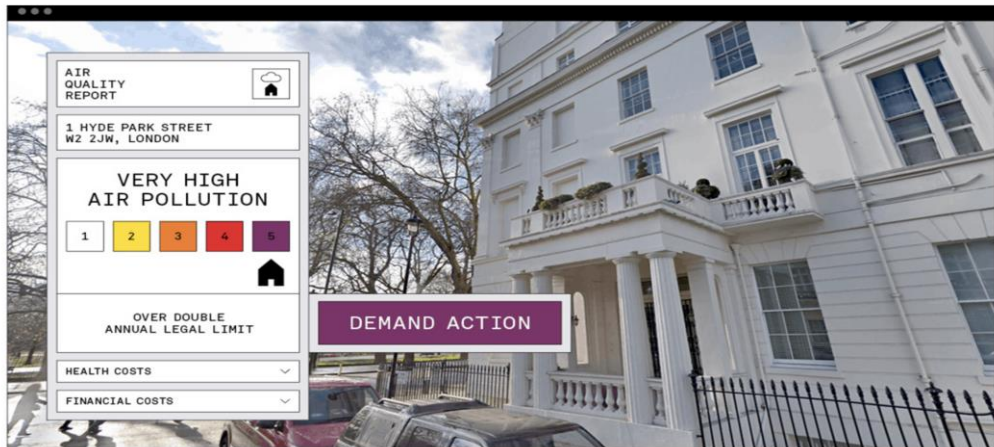 AIR
QUALITY
REPORT
1 HYDE PARK STREET
W2 2JW, LONDON
VERY HIGH
AIR POLLUTION
1 2 3 4 5
OVER DOUBLE
ANNUAL LEGAL LIMIT
DEMAND ACTION
HEALTH COSTS
FINANCIAL COSTS